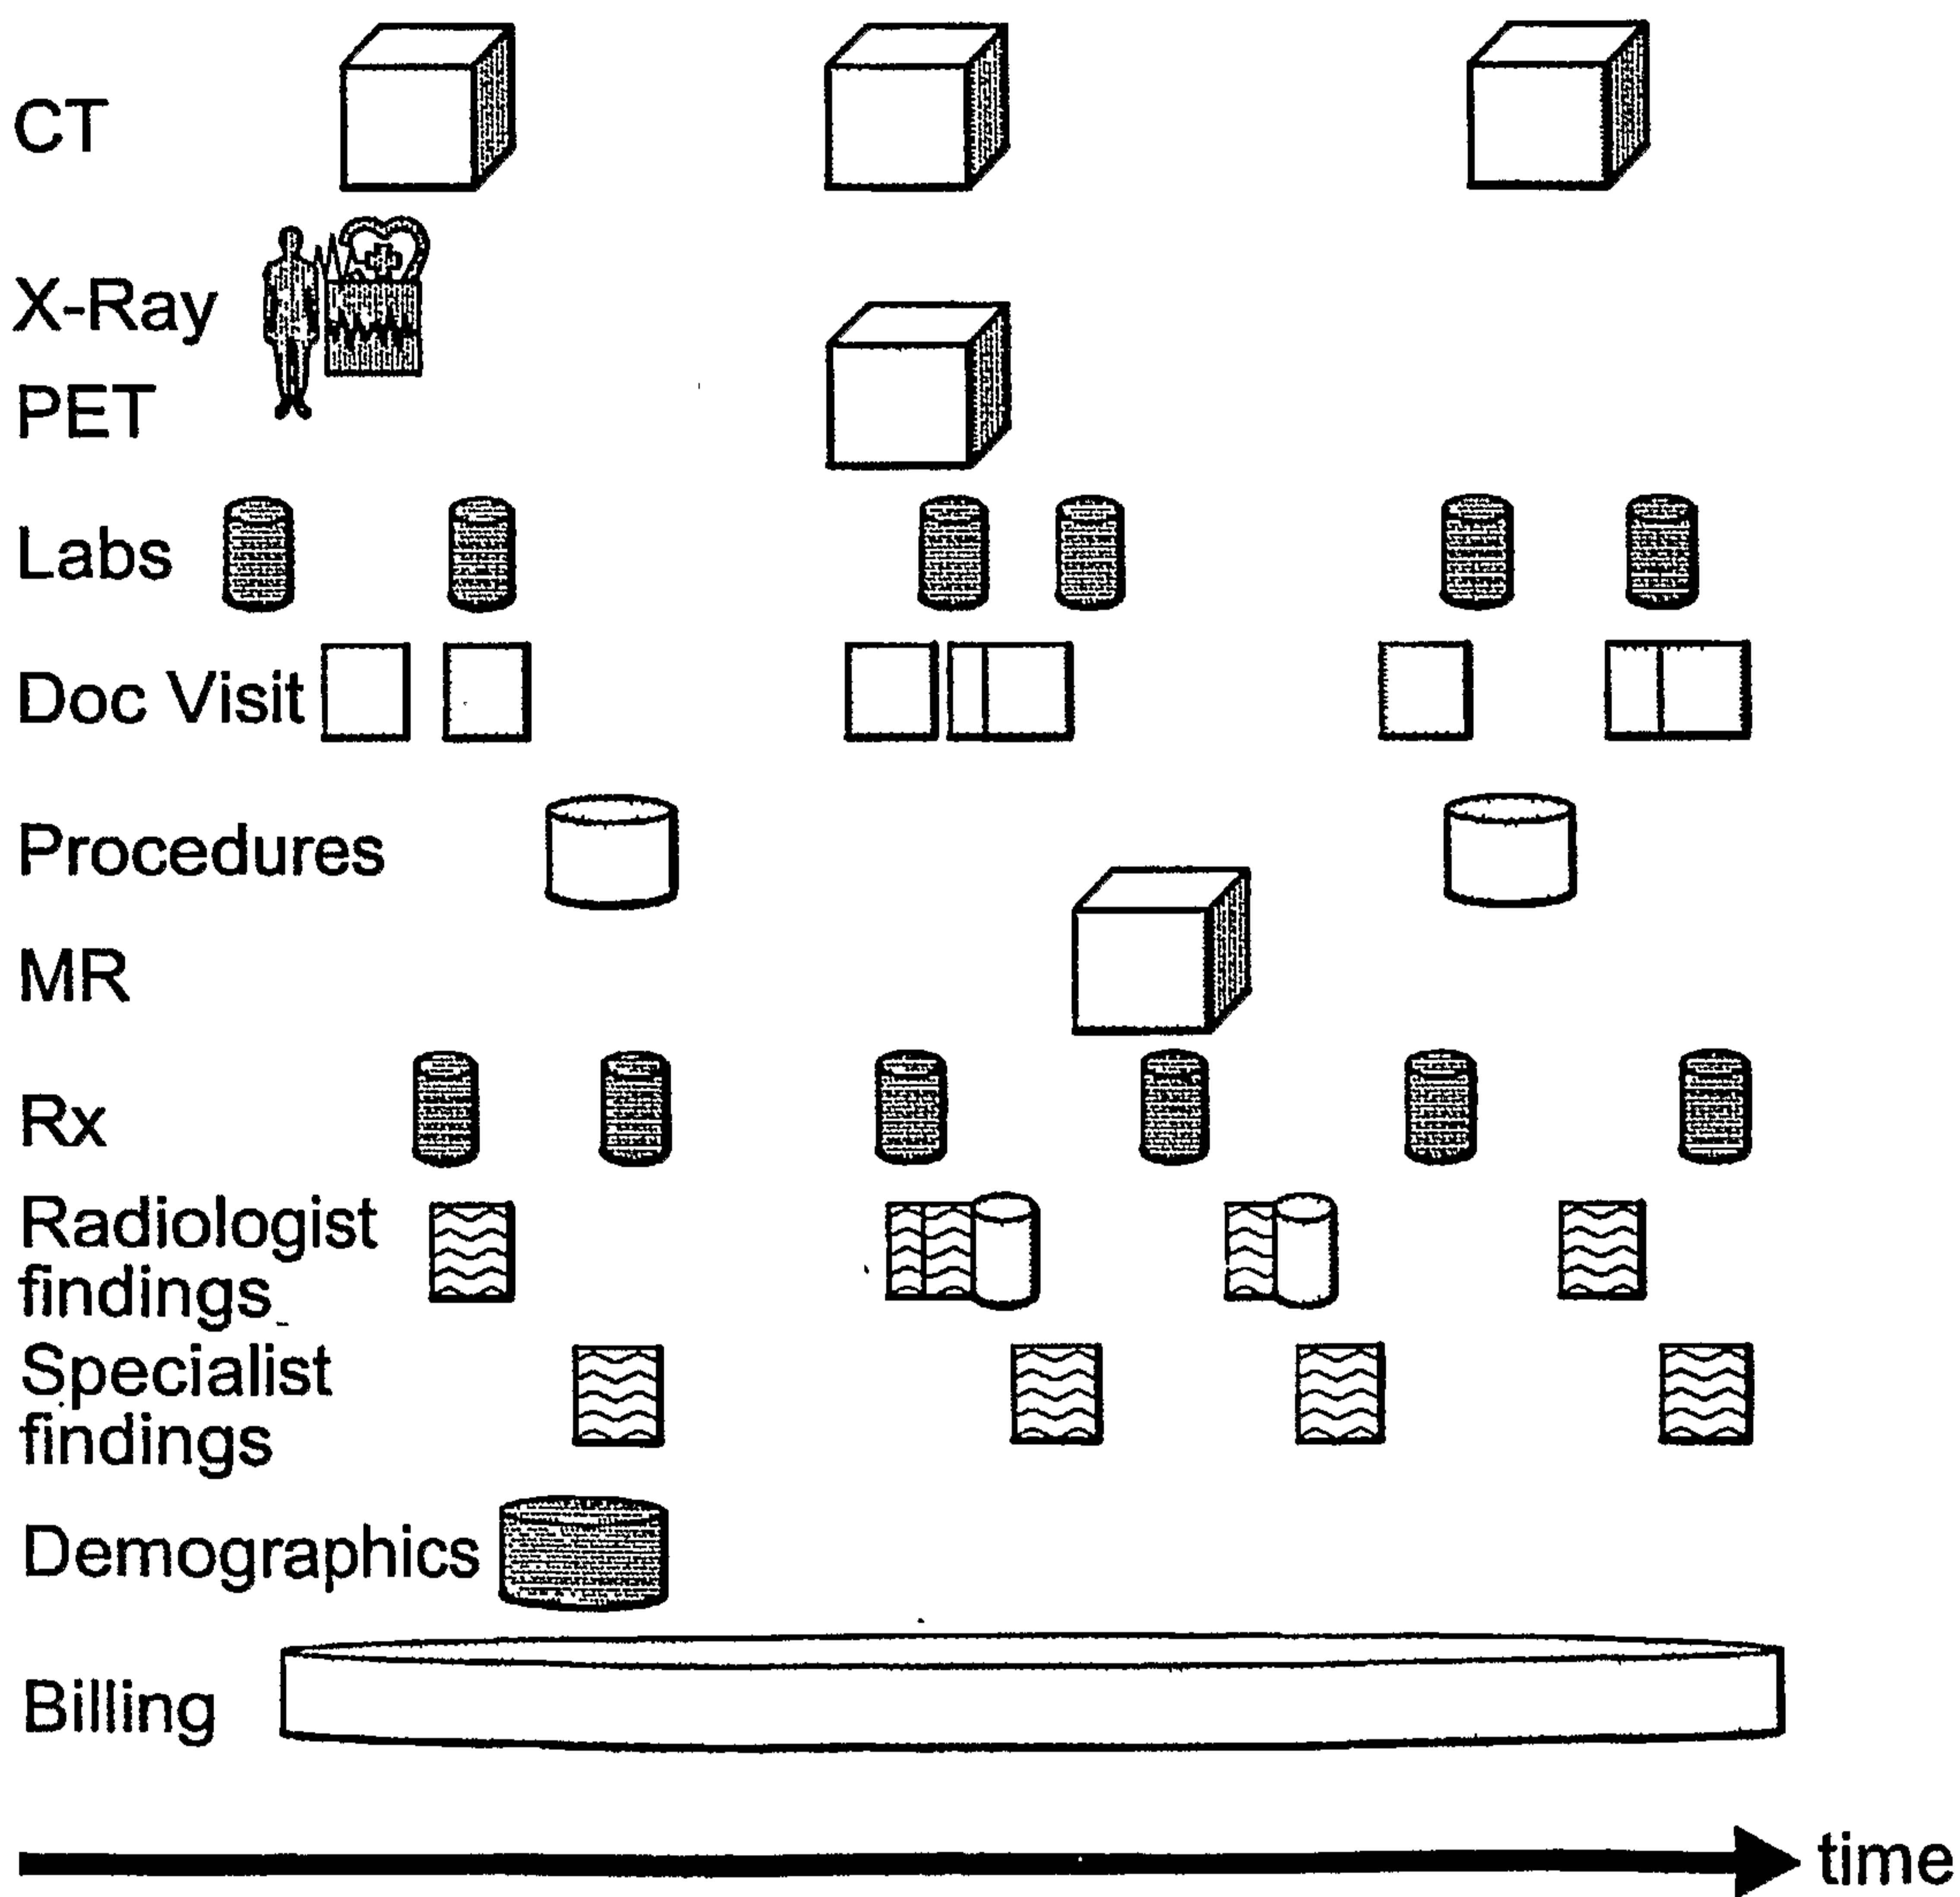 CT
X-Ray
PET
Labs
Doc Visit
Procedures
MR
Rx
Radiologist
findings
Specialist
findings
Demographics
Billing
time